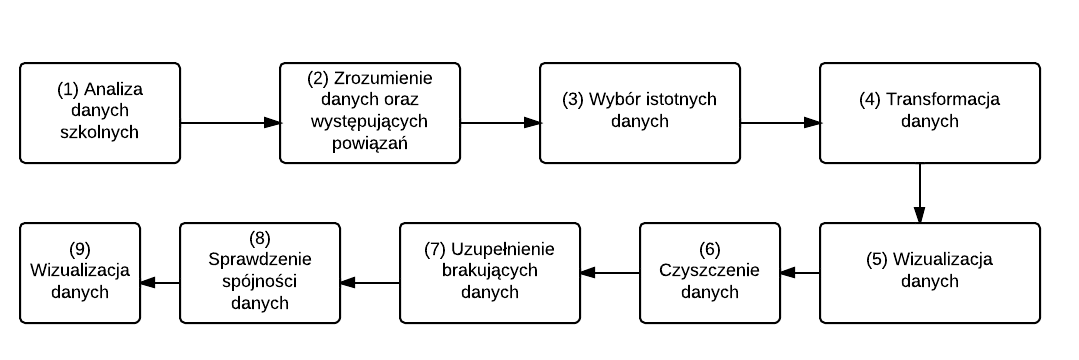 (1) Analiza
danych
szkolnych
(2) Zrozumienie
danych oraz
występujących
powiązań
(3) Wybór istotnych
danych
(4) Transformacja
danych
(5) Wizualizacja
danych
(6)
Czyszczenie
danych
(7) Uzupełnienie
brakujących
danych
(8)
Sprawdzenie
spójności
danych
(9)
Wizualizacja
danych